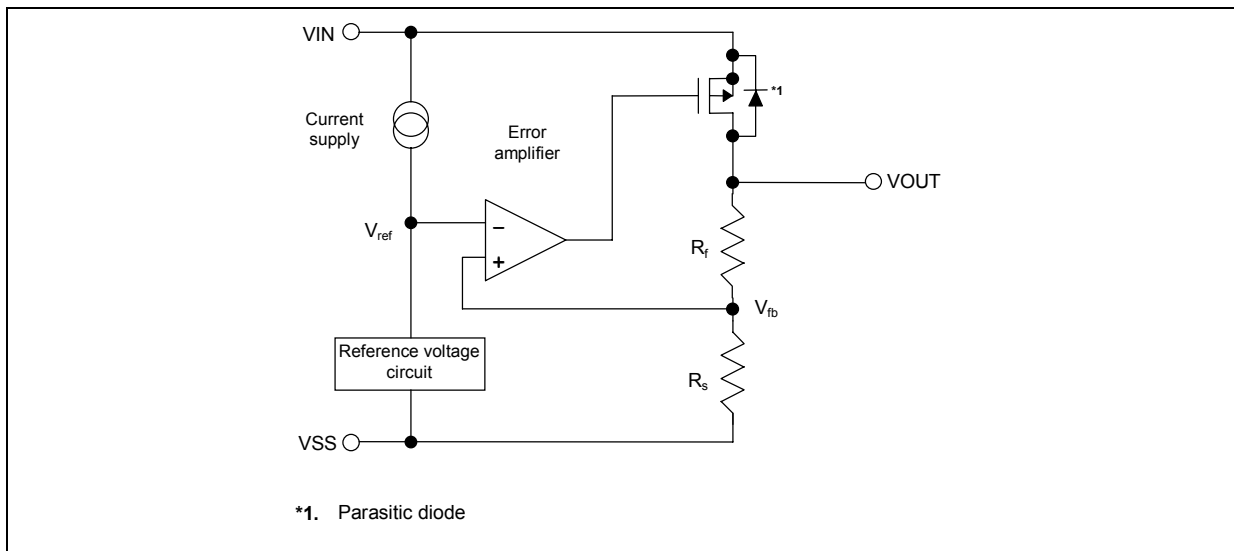 VIN
*1
Current
supply
Error
amplifier
VOUT
Vref
−
+
Rf
Vfb
Reference voltage
circuit
Rs
VSS
*1. Parasitic diode